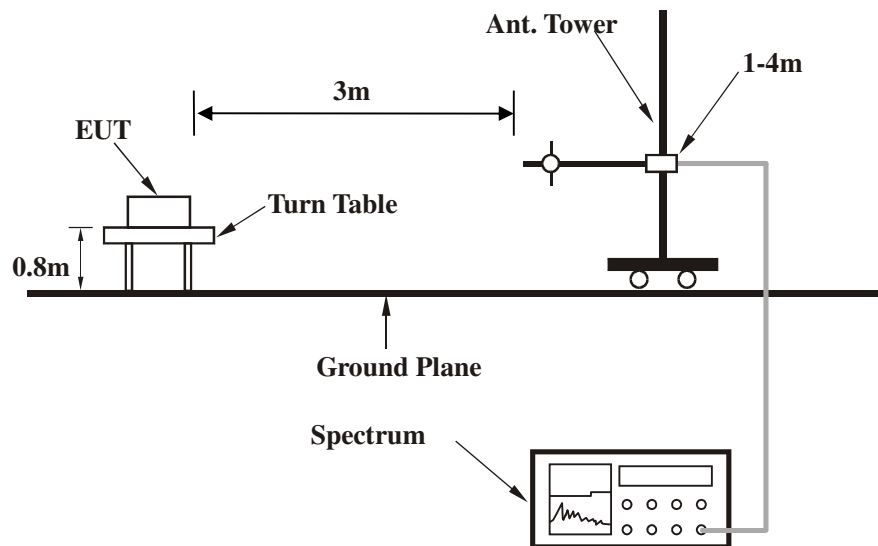 Ant. Tower
1-4m
3m
EUT
Turn Table
0.8m
Ground Plane
Spectrum